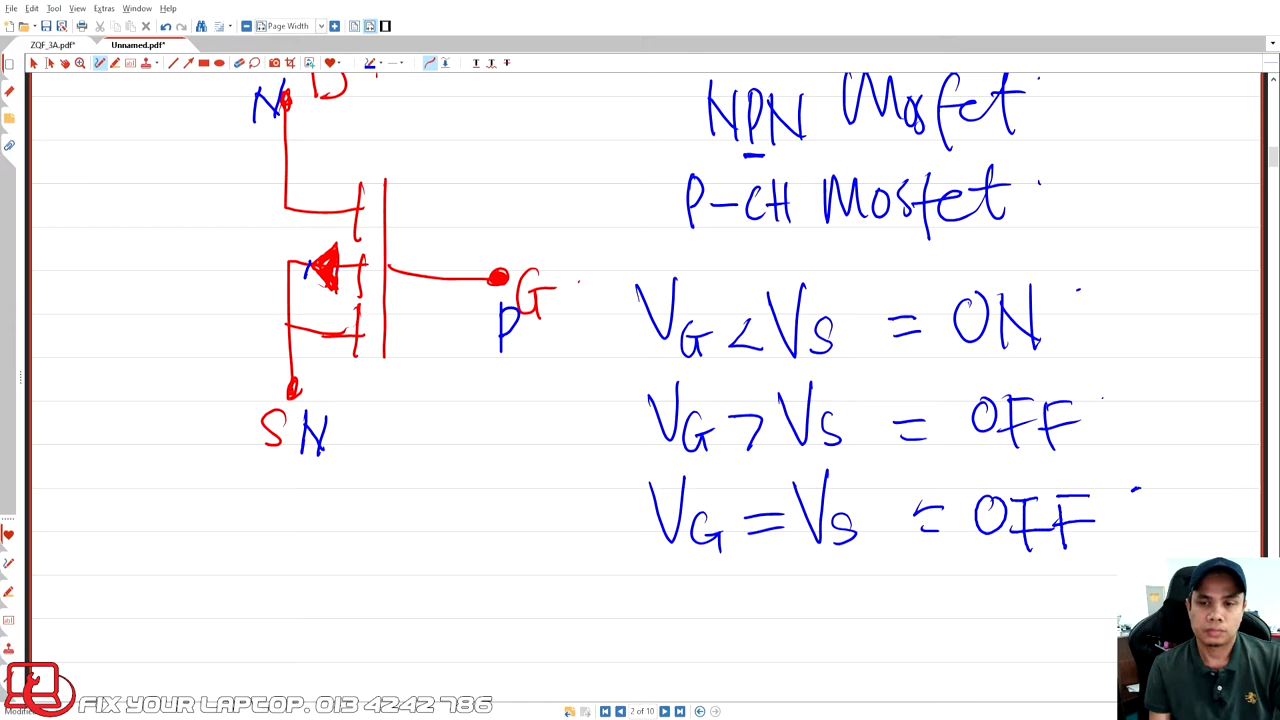 File Edit Tool View Extras Window Help
Page Width
ZQF_3A.pdf* Unnamed.pdf*
N D
NPN Mosfet
P-CH Mosfet
G
P
VG < VS = ON
VG > VS = OFF
S N
VG = VS = OFF
FIX YOUR LAPTOP. 013 4242 786
2 of 10